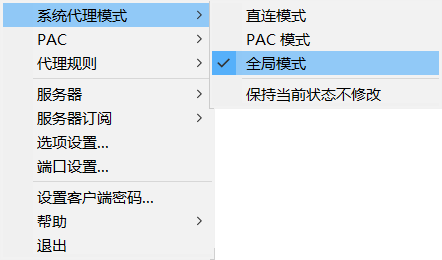 系统代理模式
PAC
代理规则
服务器
服务器订阅
选项设置...
端口设置...
设置客户端密码...
帮助
退出
直连模式
PAC 模式
全局模式
保持当前状态不修改